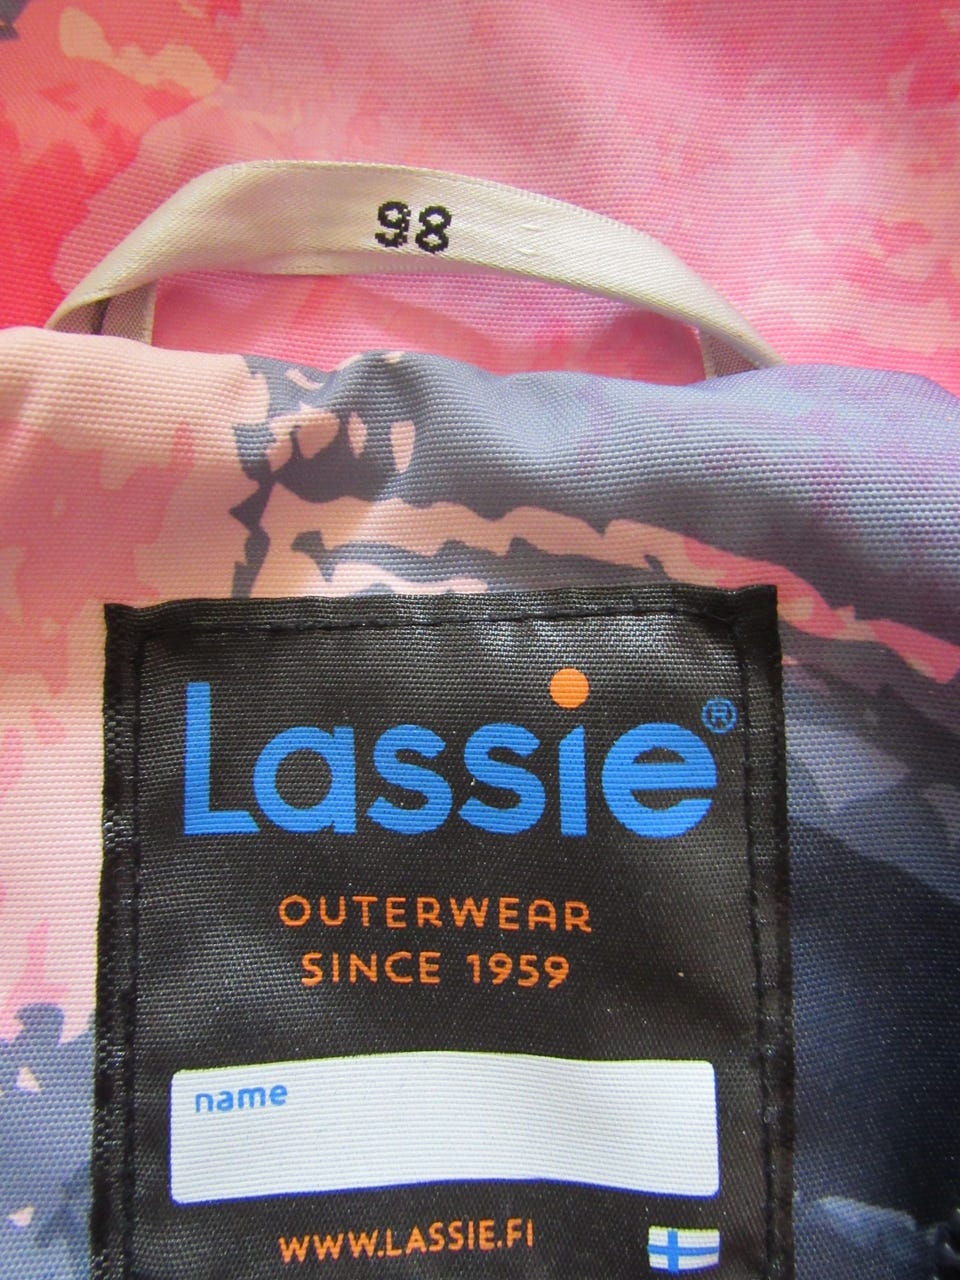 98
Lassie®
OUTERWEAR
SINCE 1959
name
WWW.LASSIE.FI